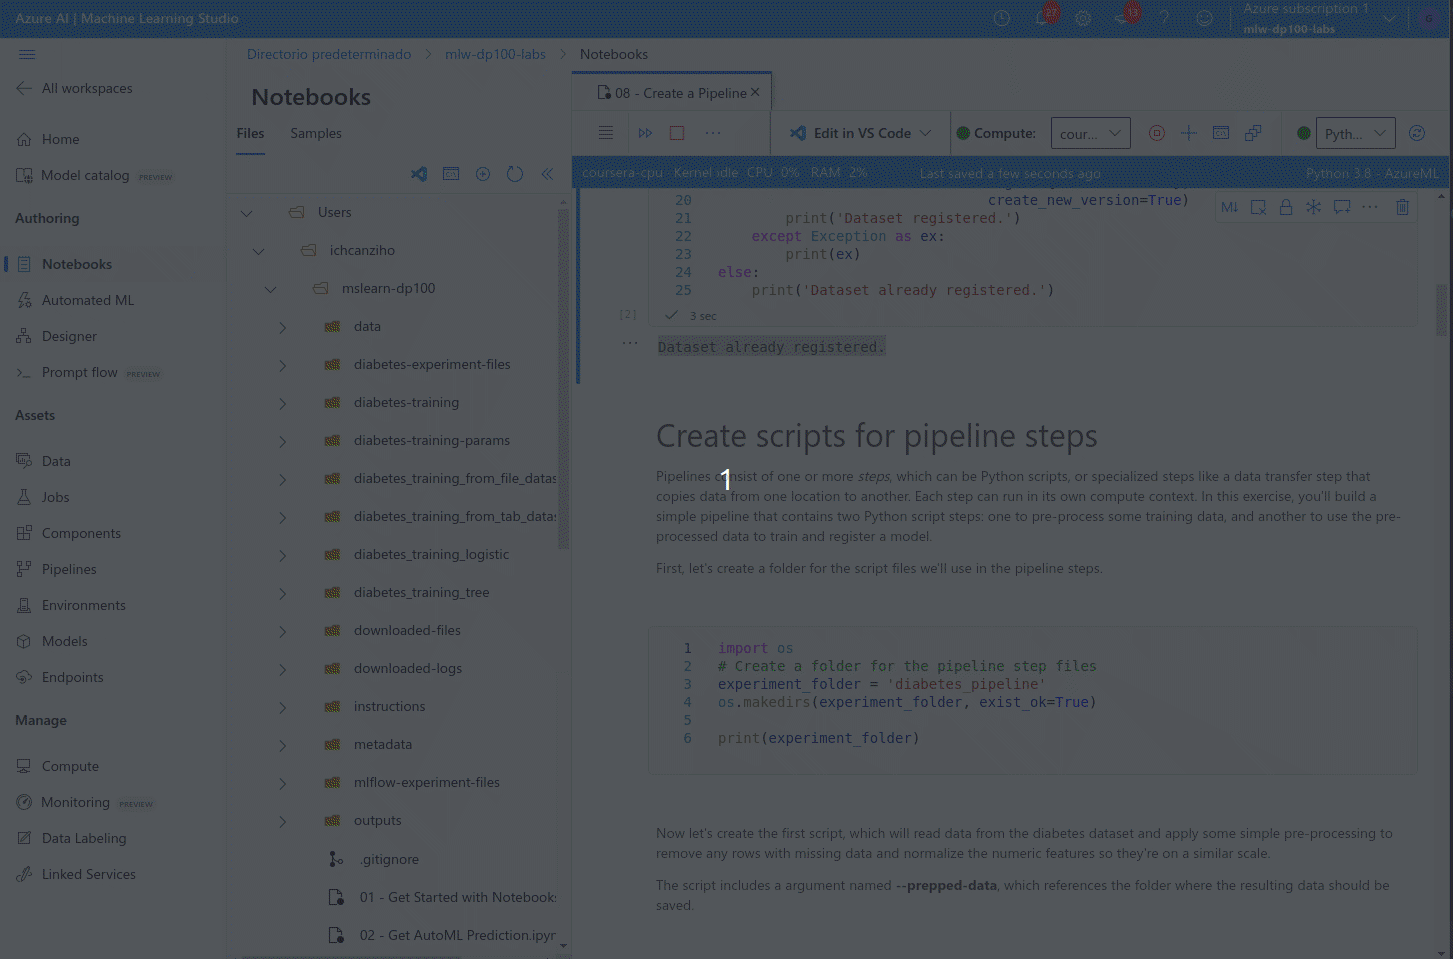 Azure AI | Machine Learning Studio
27
13
Azure subscription 1
mlw-dp100-labs
G
Directorio predeterminado > mlw-dp100-labs > Notebooks
All workspaces
Home
Model catalog PREVIEW
Authoring
Notebooks
Automated ML
Designer
Prompt flow PREVIEW
Assets
Data
Jobs
Components
Pipelines
Environments
Models
Endpoints
Manage
Compute
Monitoring PREVIEW
Data Labeling
Linked Services
Notebooks
Files Samples
Users
ichcanziho
mslearn-dp100
data
diabetes-experiment-files
diabetes-training
diabetes-training-params
diabetes_training_from_file_datas
diabetes_training_from_tab_datas
diabetes_training_logistic
diabetes_training_tree
downloaded-files
downloaded-logs
instructions
metadata
mlflow-experiment-files
outputs
.gitignore
01 - Get Started with Notebooks
02 - Get AutoML Prediction.ipyn
08 - Create a Pipeline
Edit in VS Code Compute: cour... Pyth...
coursera-cpu · Kernel idle CPU 0% RAM 2% Last saved a few seconds ago Python 3.8 - AzureML
20 create_new_version=True)
21 print('Dataset registered.')
22 except Exception as ex:
23 print(ex)
24 else:
25 print('Dataset already registered.')
M↓
[2] 3 sec
Dataset already registered.
Create scripts for pipeline steps
Pipelines consist of one or more steps, which can be Python scripts, or specialized steps like a data transfer step that
copies data from one location to another. Each step can run in its own compute context. In this exercise, you'll build a
simple pipeline that contains two Python script steps: one to pre-process some training data, and another to use the pre-
processed data to train and register a model.
First, let's create a folder for the script files we'll use in the pipeline steps.
1
1 import os
2 # Create a folder for the pipeline step files
3 experiment_folder = 'diabetes_pipeline'
4 os.makedirs(experiment_folder, exist_ok=True)
5
6 print(experiment_folder)
Now let's create the first script, which will read data from the diabetes dataset and apply some simple pre-processing to
remove any rows with missing data and normalize the numeric features so they're on a similar scale.
The script includes a argument named --prepped-data, which references the folder where the resulting data should be
saved.